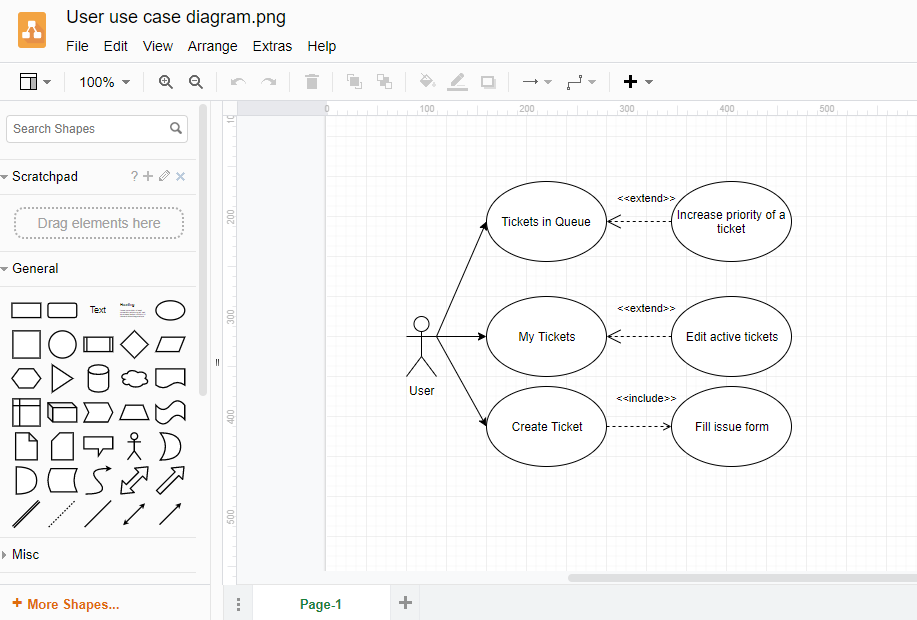 User use case diagram.png
File Edit View Arrange Extras Help
100%
Search Shapes
Scratchpad
?
Drag elements here
General
Text
Heading
Misc
+ More Shapes...
0 100 200 300 400 500
10
200
300
400
500
Tickets in Queue
<<extend>>
Increase priority of a
ticket
My Tickets
<<extend>>
Edit active tickets
User
Create Ticket
<<include>>
Fill issue form
Page-1